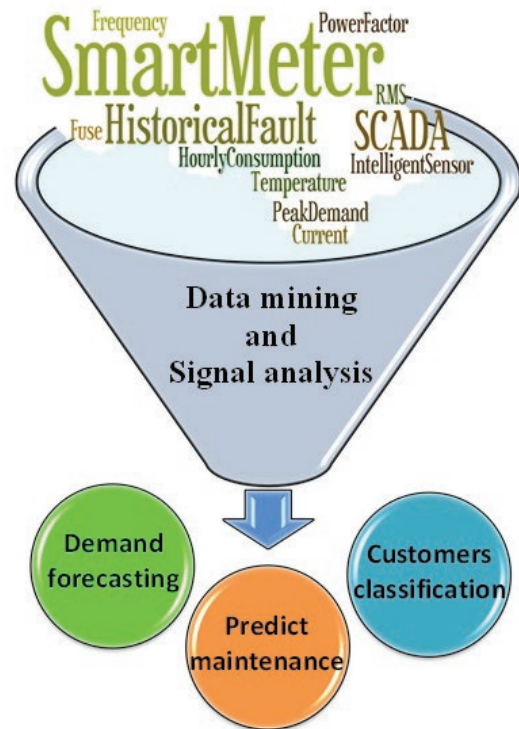 Frequency
PowerFactor
SmartMeter
RMS
Fuse
HistoricalFault
SCADA
HourlyConsumption
IntelligentSensor
Temperature
PeakDemand
Current
Data mining
and
Signal analysis
Demand
forecasting
Predict
maintenance
Customers
classification